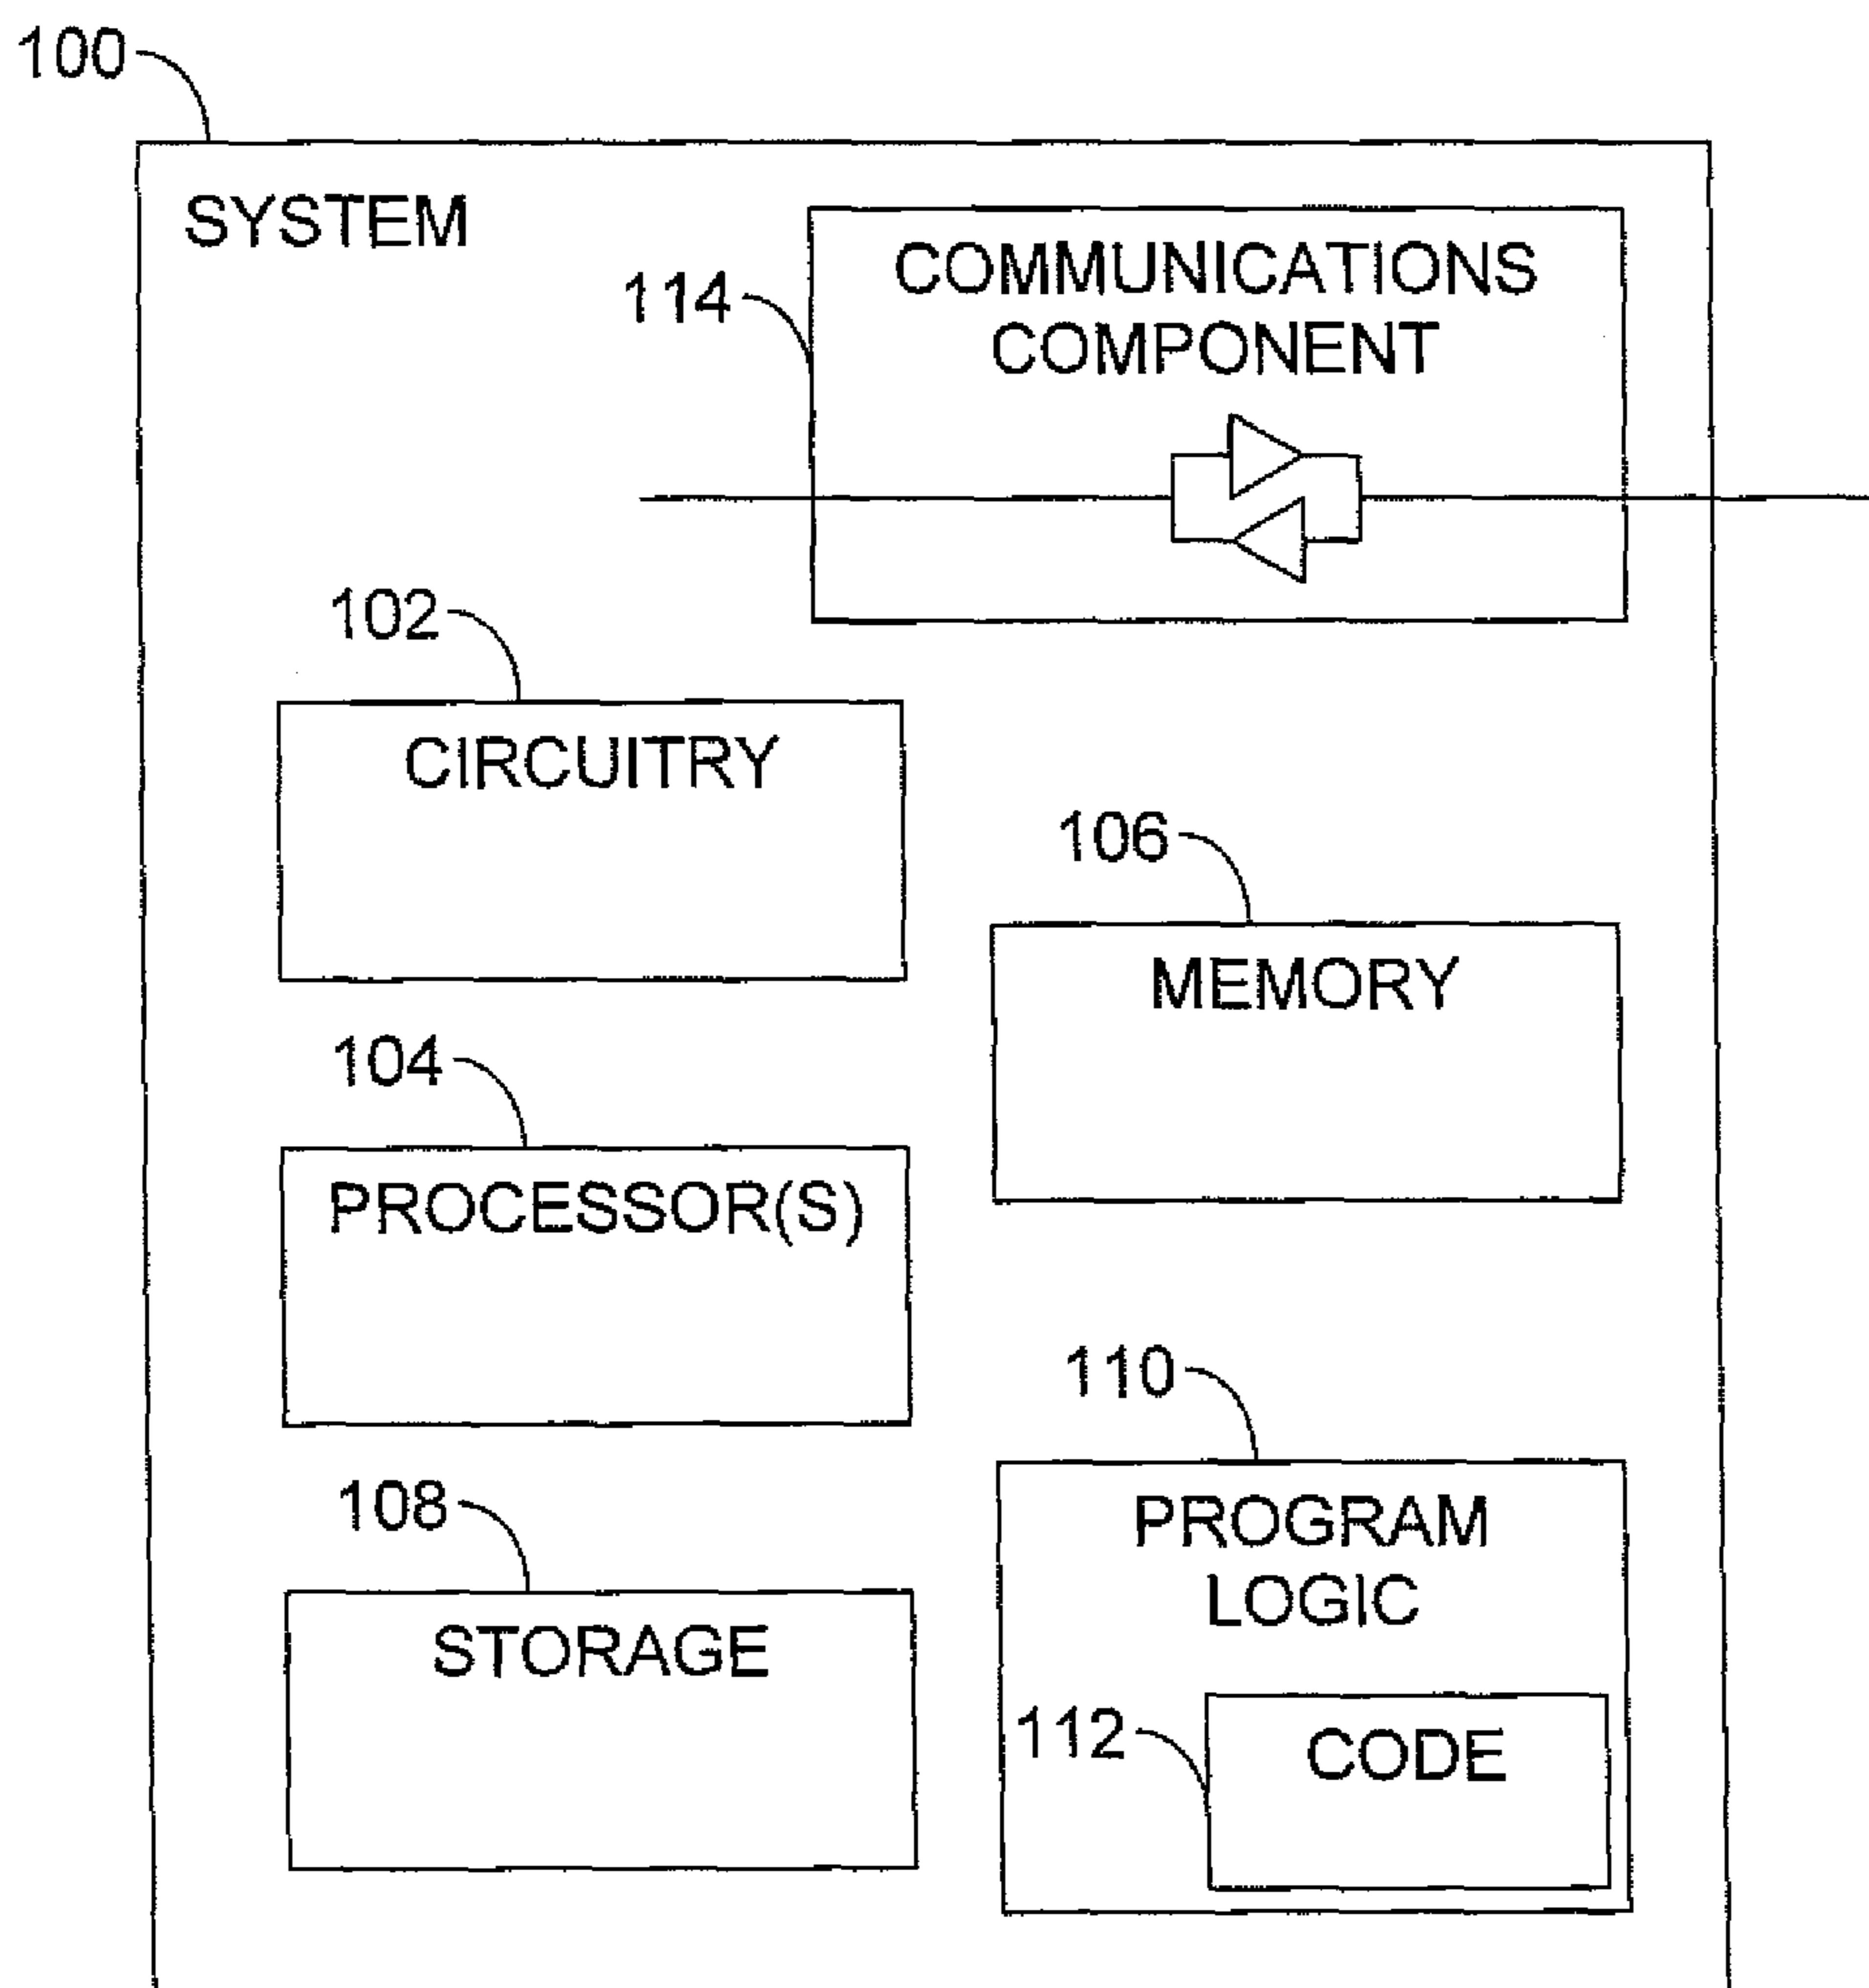 100
SYSTEM
114
COMMUNICATIONS
COMPONENT
102
CIRCUITRY
106
MEMORY
104
PROCESSOR(S)
110
PROGRAM
LOGIC
108
STORAGE
112
CODE